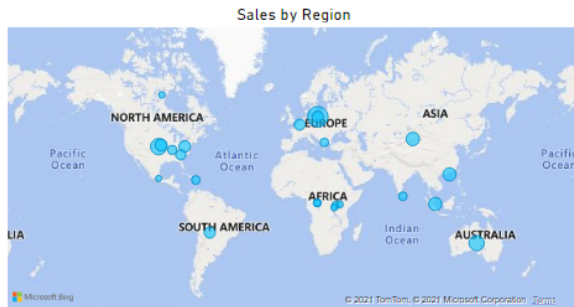 Sales by Region
NORTH AMERICA
EUROPE
ASIA
Pacific
Ocean
Atlantic
Ocean
Pacific
Ocean
AFRICA
SOUTH AMERICA
Indian
Ocean
LIA
AUSTRALIA
Microsoft Bing
© 2021 TomTom, © 2021 Microsoft Corporation Terms